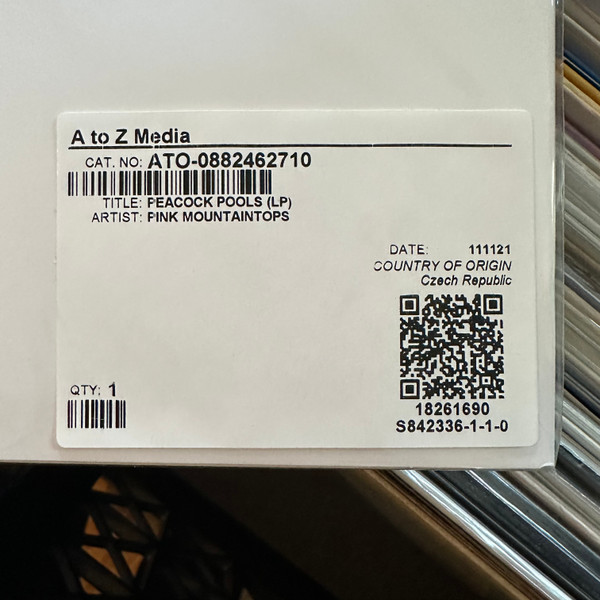 A to Z Media
CAT. NO: ATO-0882462710
TITLE: PEACOCK POOLS (LP)
ARTIST: PINK MOUNTAINTOPS
DATE: 111121
COUNTRY OF ORIGIN
Czech Republic
QTY: 1
18261690
S842336-1-1-0